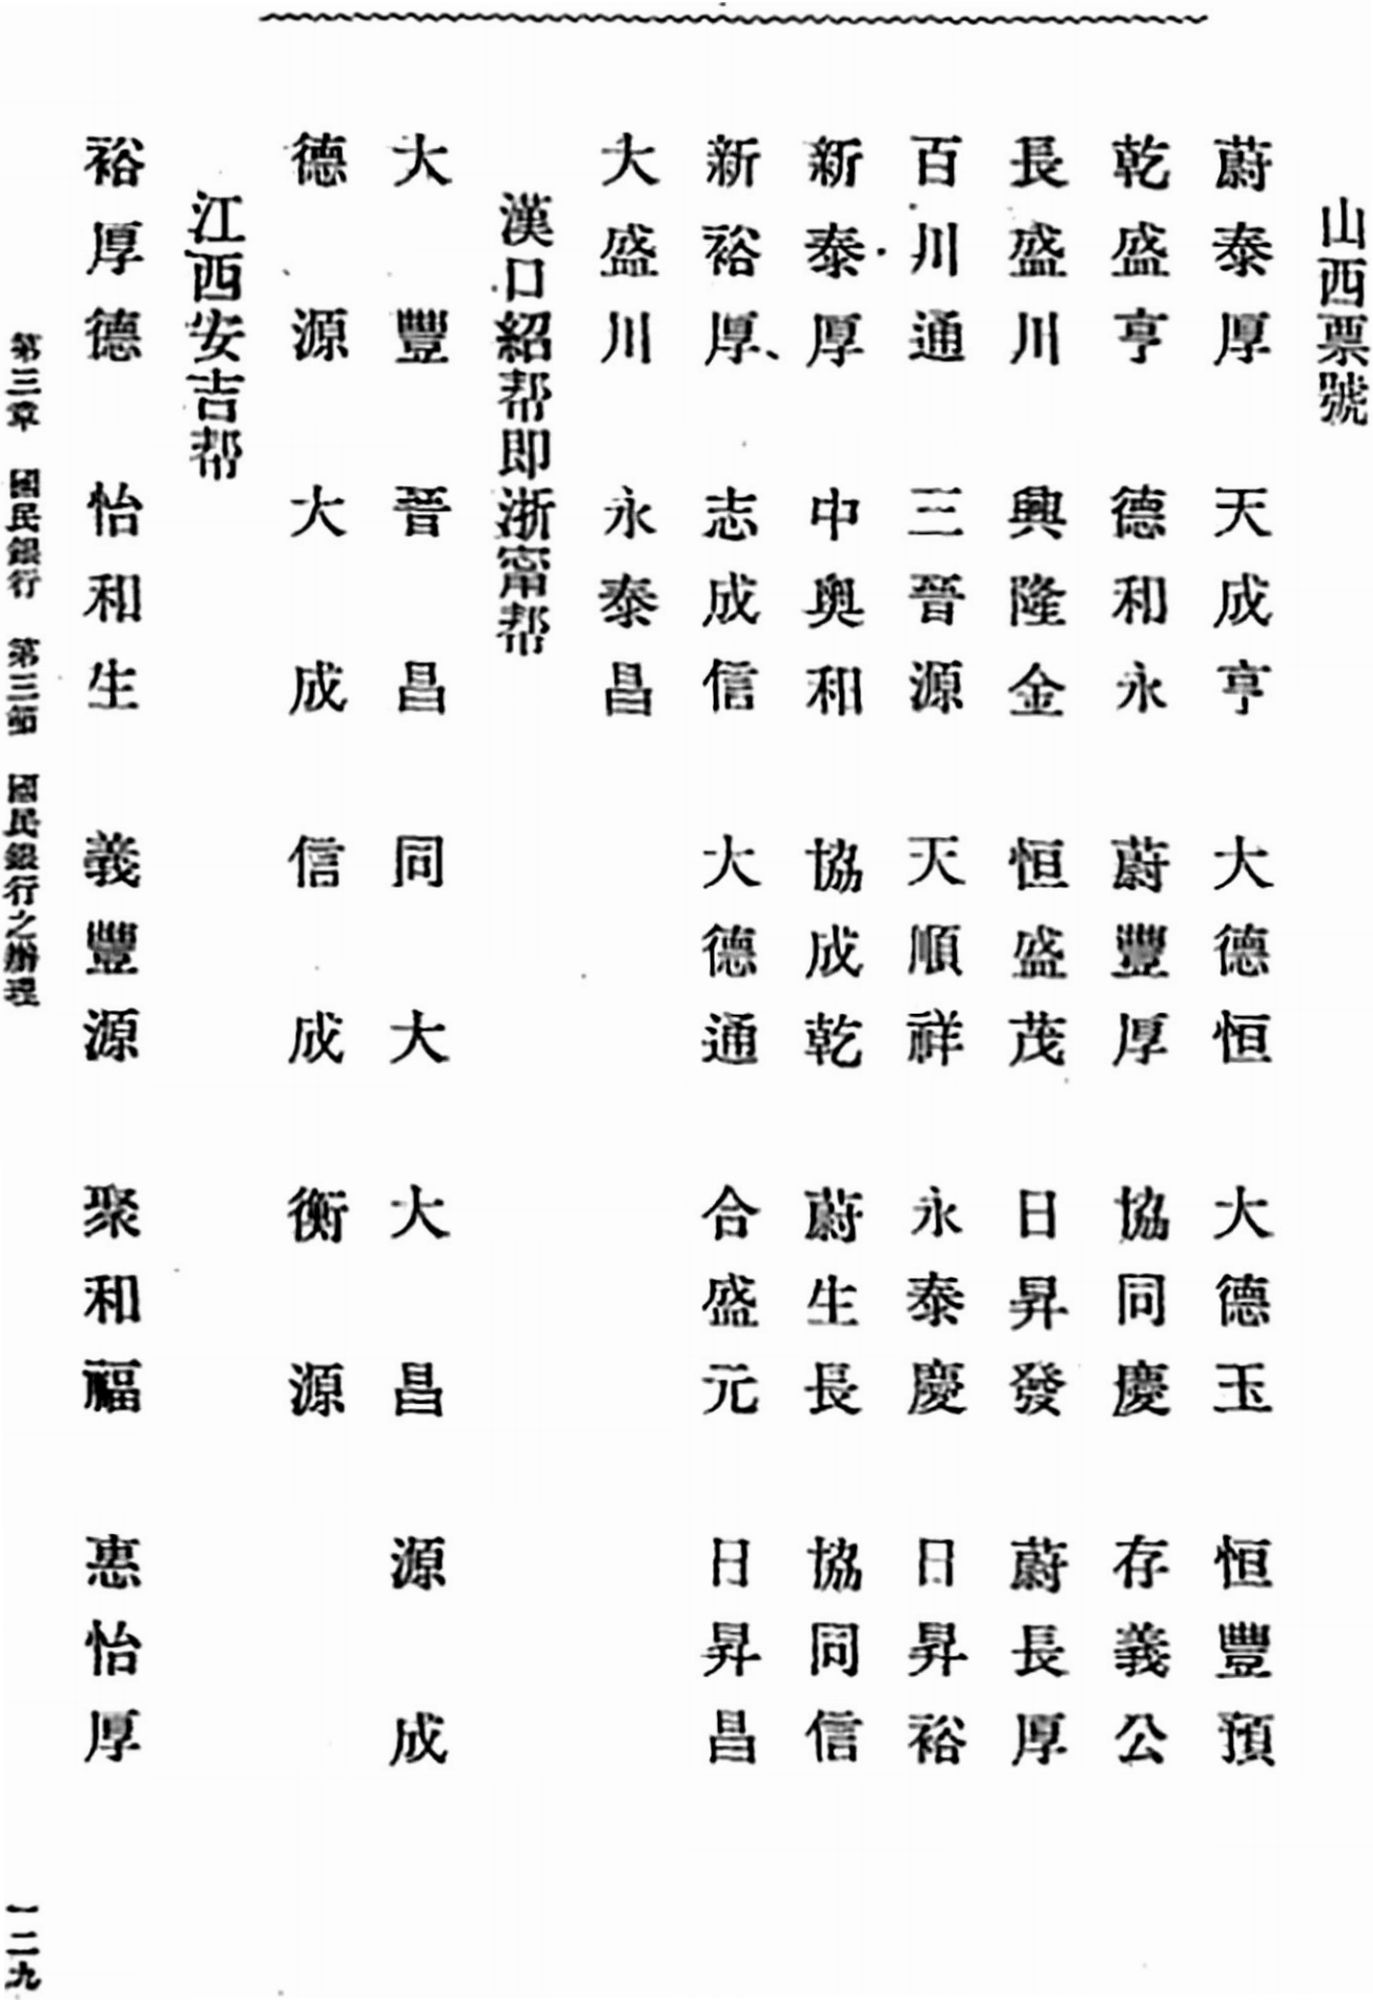 山西票號
蔚泰厚 天成亨 大德恒 大德玉 恒豐預
乾盛亨 德和永 蔚豐厚 協同慶 存義公
長盛川 興隆金 恒盛茂 日昇發 蔚長厚
百川通 三晉源 天順祥 永泰慶 日昇裕
新泰厚 中興和 協成乾 蔚生長 協同信
新裕厚 志成信 大德通 合盛元 日昇昌
大盛川 永泰昌
漢口紹帮即浙甯帮
大豐 晉昌 同大 大昌 源成
德源 大成 信成 衡源
江西安吉帮
裕厚德 怡和生 義豐源 聚和福 惠怡厚
第三章 國民銀行 第三節 國民銀行之辦理
一二九